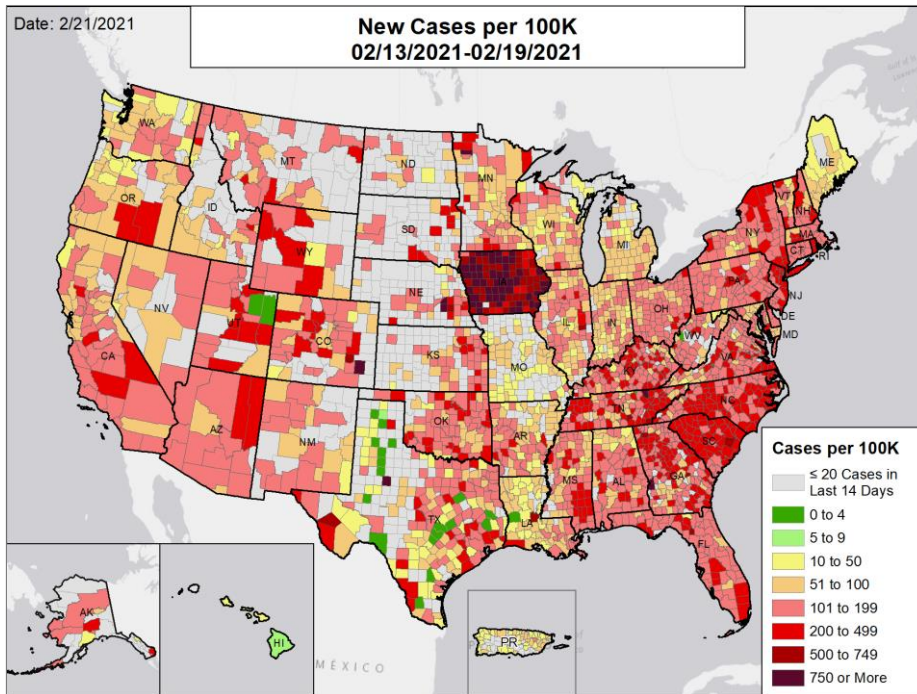 Date: 2/21/2021
New Cases per 100K
02/13/2021-02/19/2021
WA
MT
ND
MN
ME
OR
ID
SD
WI
MI
VT
NH
NY
MA
CT
RI
WY
NE
PA
NJ
NV
UT
CO
IL
IN
OH
DE
MD
WV
VA
CA
KS
MO
KY
AZ
NM
OK
AR
TN
NC
SC
MS
AL
GA
TX
LA
FL
AK
HI
PR
MÉXICO
Cases per 100K
≤ 20 Cases in
Last 14 Days
0 to 4
5 to 9
10 to 50
51 to 100
101 to 199
200 to 499
500 to 749
750 or More